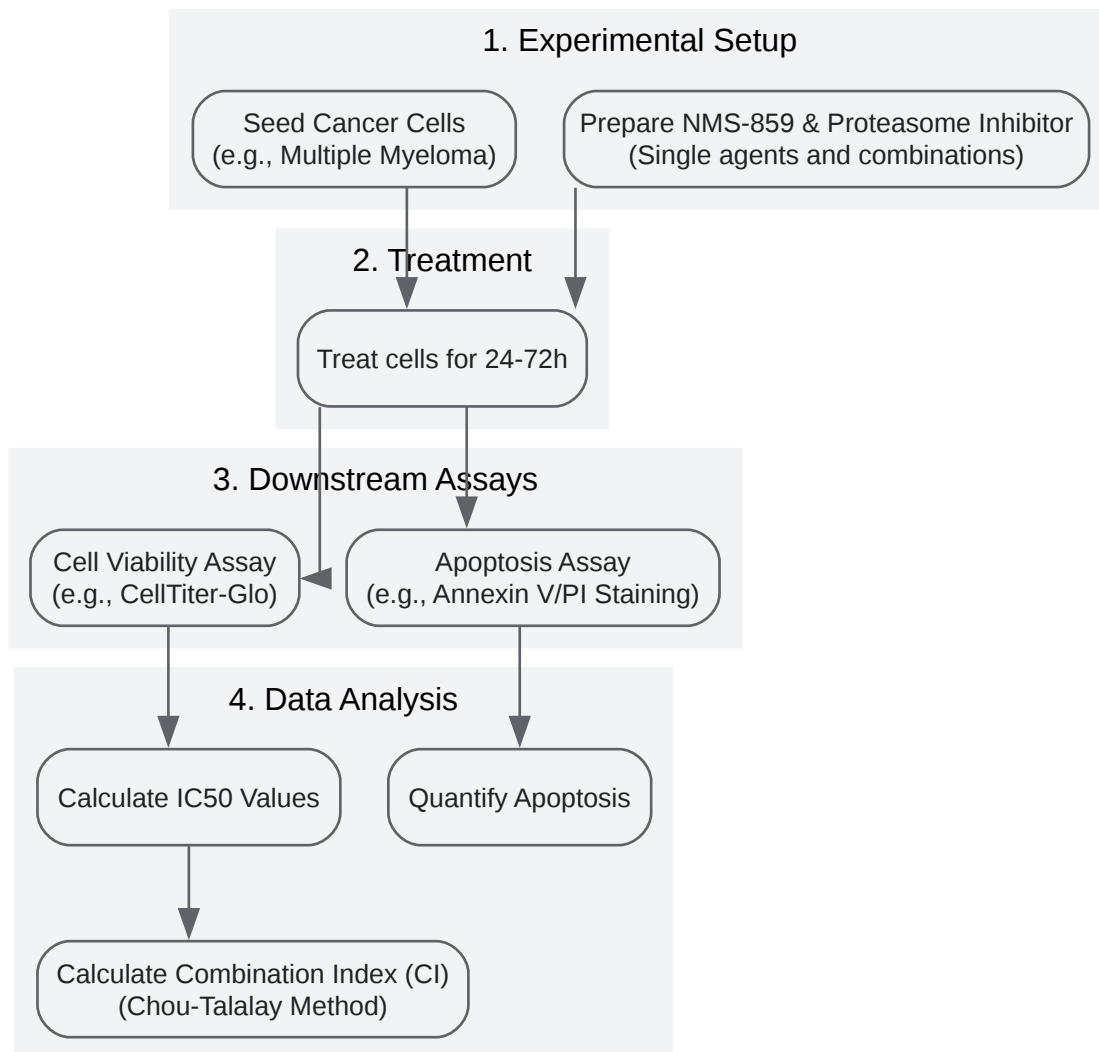 1. Experimental Setup
Seed Cancer Cells
(e.g., Multiple Myeloma)
Prepare NMS-859 & Proteasome Inhibitor
(Single agents and combinations)
2. Treatment
Treat cells for 24-72h
3. Downstream Assays
Cell Viability Assay
(e.g., CellTiter-Glo)
Apoptosis Assay
(e.g., Annexin V/PI Staining)
4. Data Analysis
Calculate IC50 Values
Quantify Apoptosis
Calculate Combination Index (CI)
(Chou-Talalay Method)